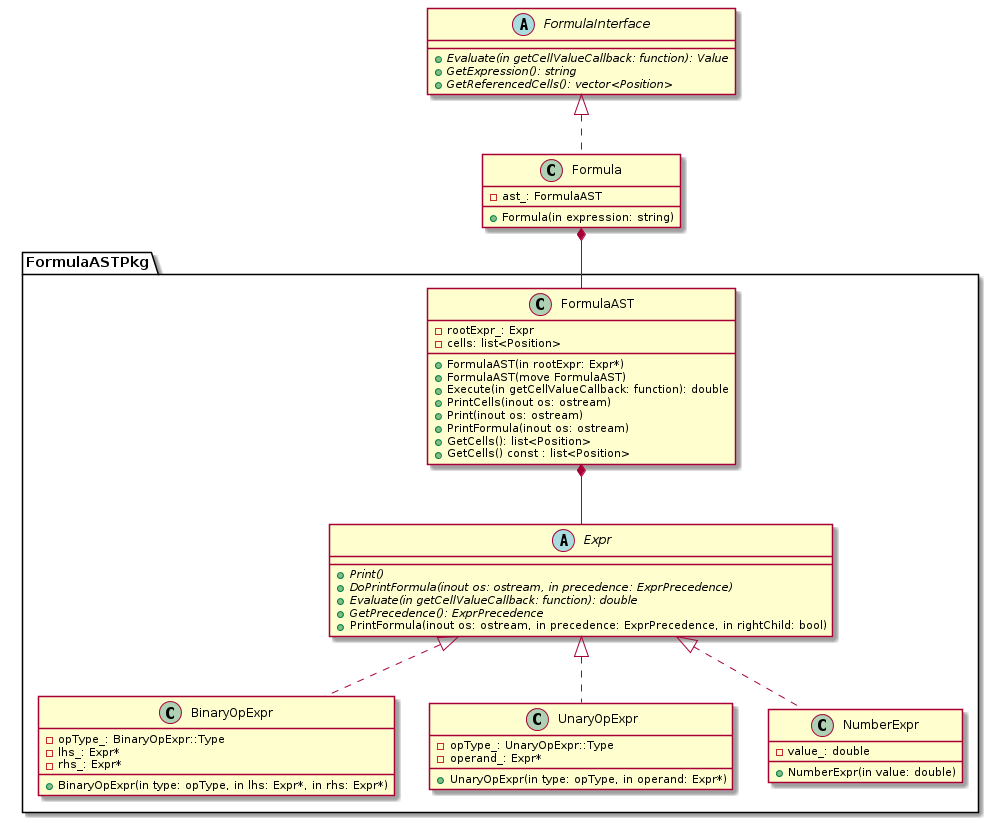 A FormulaInterface
Evaluate(in getCellValueCallback: function): Value
GetExpression(): string
GetReferencedCells(): vector<Position>
C Formula
ast_: FormulaAST
Formula(in expression: string)
FormulaASTPkg
C FormulaAST
rootExpr_: Expr
cells: list<Position>
FormulaAST(in rootExpr: Expr*)
FormulaAST(move FormulaAST)
Execute(in getCellValueCallback: function): double
PrintCells(inout os: ostream)
Print(inout os: ostream)
PrintFormula(inout os: ostream)
GetCells(): list<Position>
GetCells() const : list<Position>
A Expr
Print()
DoPrintFormula(inout os: ostream, in precedence: ExprPrecedence)
Evaluate(in getCellValueCallback: function): double
GetPrecedence(): ExprPrecedence
PrintFormula(inout os: ostream, in precedence: ExprPrecedence, in rightChild: bool)
C BinaryOpExpr
opType_: BinaryOpExpr::Type
lhs_: Expr*
rhs_: Expr*
BinaryOpExpr(in type: opType, in lhs: Expr*, in rhs: Expr*)
C UnaryOpExpr
opType_: UnaryOpExpr::Type
operand_: Expr*
UnaryOpExpr(in type: opType, in operand: Expr*)
C NumberExpr
value_: double
NumberExpr(in value: double)